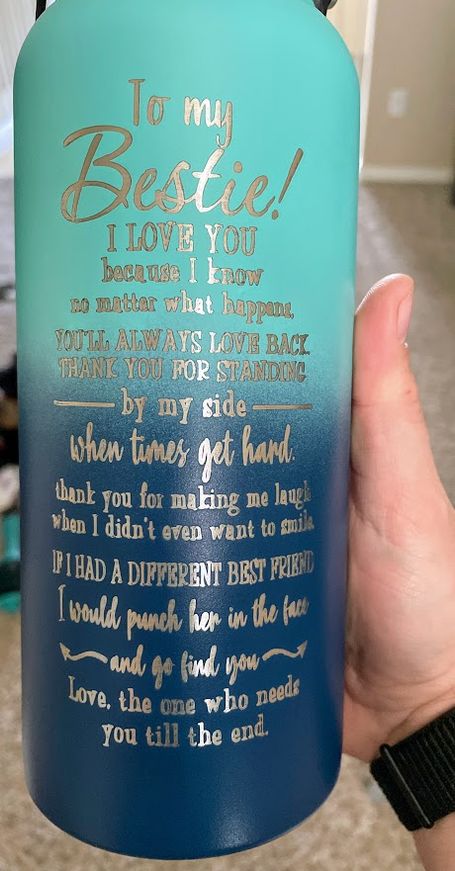 To my
Bestie!
I LOVE YOU
because I know
no matter what happens,
YOU'LL ALWAYS LOVE BACK.
THANK YOU FOR STANDING
by my side
when times get hard.
thank you for making me laugh
when I didn't even want to smile.
IF I HAD A DIFFERENT BEST FRIEND
I would punch her in the face
and go find you
Love, the one who needs
you till the end.